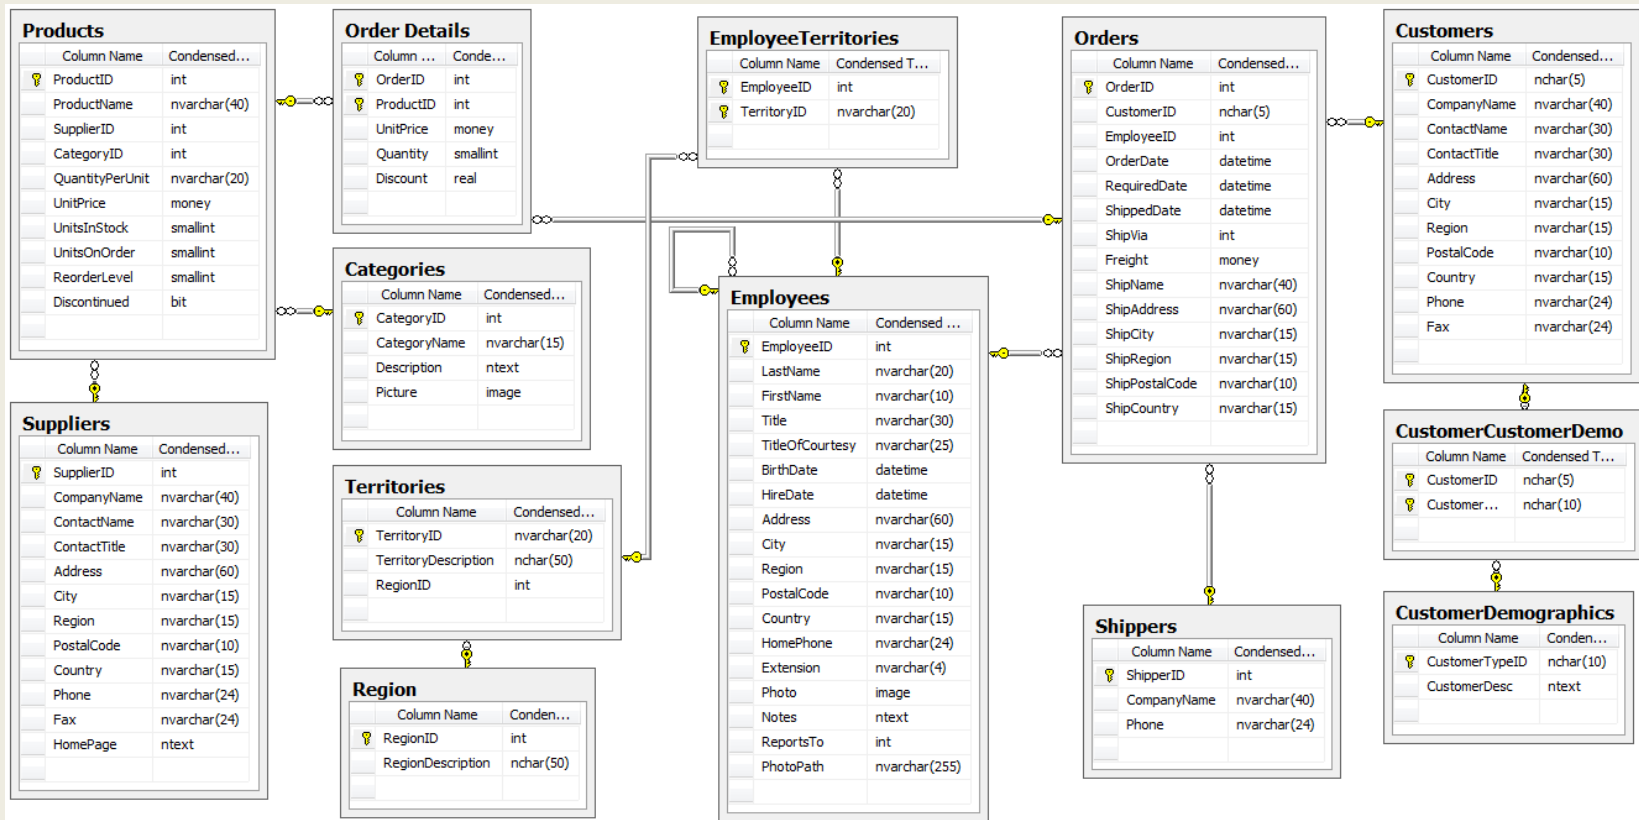 Products
Column Name Condensed...
ProductID int
ProductName nvarchar(40)
SupplierID int
CategoryID int
QuantityPerUnit nvarchar(20)
UnitPrice money
UnitsInStock smallint
UnitsOnOrder smallint
ReorderLevel smallint
Discontinued bit
Order Details
Column ... Conde...
OrderID int
ProductID int
UnitPrice money
Quantity smallint
Discount real
EmployeeTerritories
Column Name Condensed T...
EmployeeID int
TerritoryID nvarchar(20)
Orders
Column Name Condensed...
OrderID int
CustomerID nchar(5)
EmployeeID int
OrderDate datetime
RequiredDate datetime
ShippedDate datetime
ShipVia int
Freight money
ShipName nvarchar(40)
ShipAddress nvarchar(60)
ShipCity nvarchar(15)
ShipRegion nvarchar(15)
ShipPostalCode nvarchar(10)
ShipCountry nvarchar(15)
Customers
Column Name Condensed...
CustomerID nchar(5)
CompanyName nvarchar(40)
ContactName nvarchar(30)
ContactTitle nvarchar(30)
Address nvarchar(60)
City nvarchar(15)
Region nvarchar(15)
PostalCode nvarchar(10)
Country nvarchar(15)
Phone nvarchar(24)
Fax nvarchar(24)
Categories
Column Name Condensed...
CategoryID int
CategoryName nvarchar(15)
Description ntext
Picture image
Employees
Column Name Condensed ...
EmployeeID int
LastName nvarchar(20)
FirstName nvarchar(10)
Title nvarchar(30)
TitleOfCourtesy nvarchar(25)
BirthDate datetime
HireDate datetime
Address nvarchar(60)
City nvarchar(15)
Region nvarchar(15)
PostalCode nvarchar(10)
Country nvarchar(15)
HomePhone nvarchar(24)
Extension nvarchar(4)
Photo image
Notes ntext
ReportsTo int
PhotoPath nvarchar(255)
Suppliers
Column Name Condensed...
SupplierID int
CompanyName nvarchar(40)
ContactName nvarchar(30)
ContactTitle nvarchar(30)
Address nvarchar(60)
City nvarchar(15)
Region nvarchar(15)
PostalCode nvarchar(10)
Country nvarchar(15)
Phone nvarchar(24)
Fax nvarchar(24)
HomePage ntext
Territories
Column Name Condensed...
TerritoryID nvarchar(20)
TerritoryDescription nchar(50)
RegionID int
Region
Column Name Conden...
RegionID int
RegionDescription nchar(50)
Shippers
Column Name Condensed...
ShipperID int
CompanyName nvarchar(40)
Phone nvarchar(24)
CustomerCustomerDemo
Column Name Condensed T...
CustomerID nchar(5)
Customer... nchar(10)
CustomerDemographics
Column Name Conden...
CustomerTypeID nchar(10)
CustomerDesc ntext